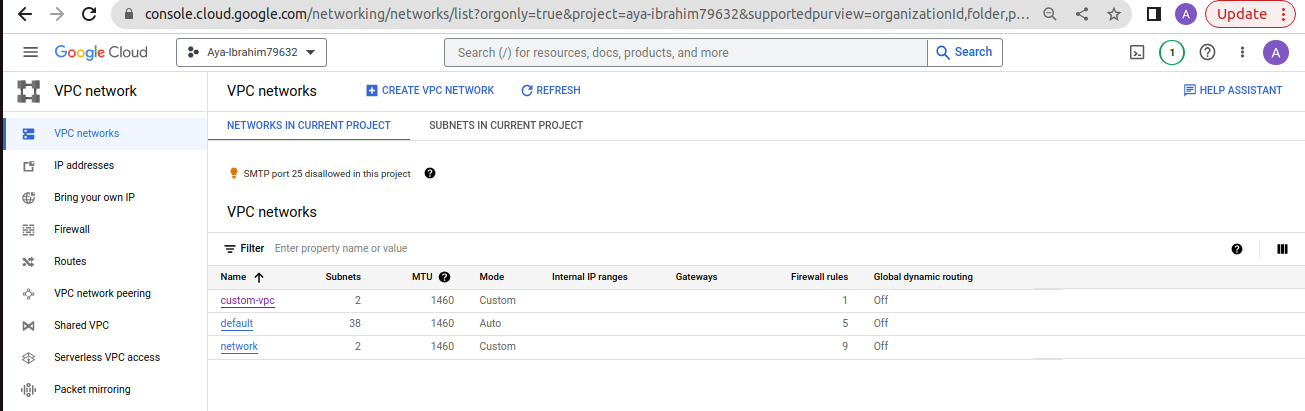 console.cloud.google.com/networking/networks/list?orgonly=true&project=aya-ibrahim79632&supportedpurview=organizationId,folder,p...
A
Update
Google Cloud
Aya-Ibrahim79632
Search (/) for resources, docs, products, and more
Search
1
A
VPC network
VPC networks
CREATE VPC NETWORK
REFRESH
HELP ASSISTANT
VPC networks
IP addresses
Bring your own IP
Firewall
Routes
VPC network peering
Shared VPC
Serverless VPC access
Packet mirroring
NETWORKS IN CURRENT PROJECT
SUBNETS IN CURRENT PROJECT
SMTP port 25 disallowed in this project
VPC networks
Filter Enter property name or value
Name Subnets MTU Mode Internal IP ranges Gateways Firewall rules Global dynamic routing
custom-vpc 2 1460 Custom 1 Off
default 38 1460 Auto 5 Off
network 2 1460 Custom 9 Off